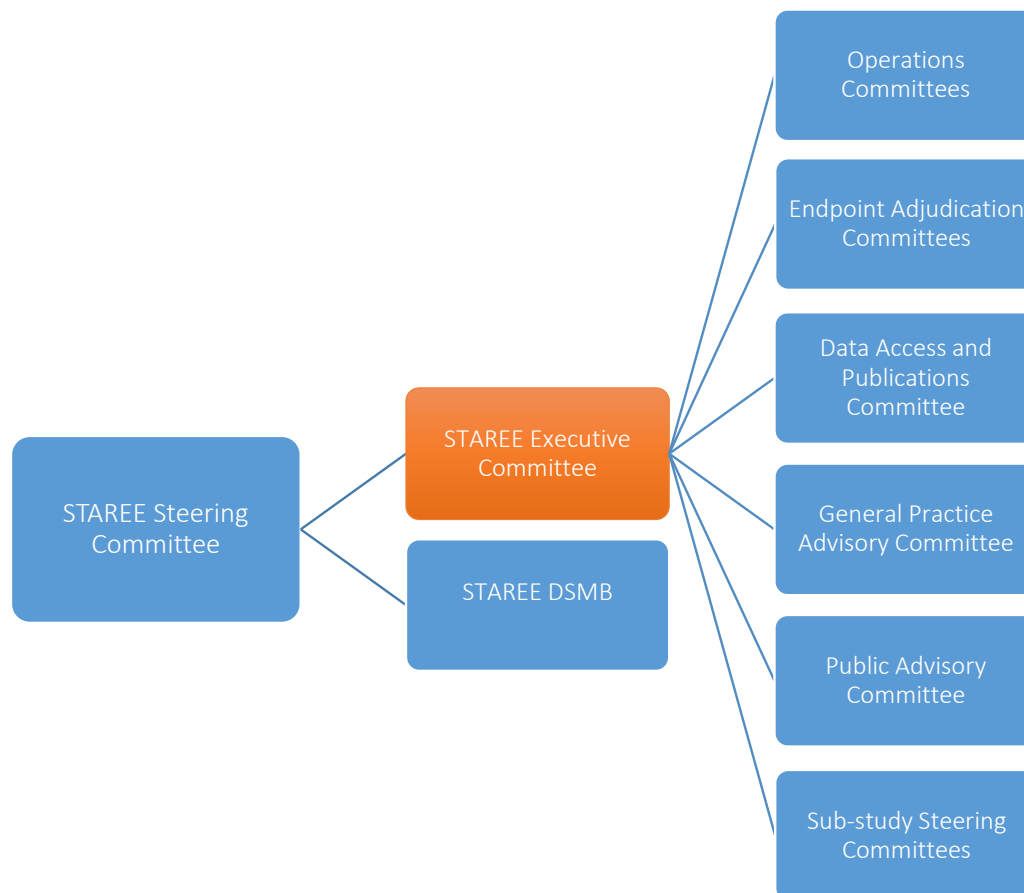 STAREE Steering
Committee
STAREE Executive
Committee
STAREE DSMB
Operations
Committees
Endpoint Adjudication
Committees
Data Access and
Publications
Committee
General Practice
Advisory Committee
Public Advisory
Committee
Sub-study Steering
Committees